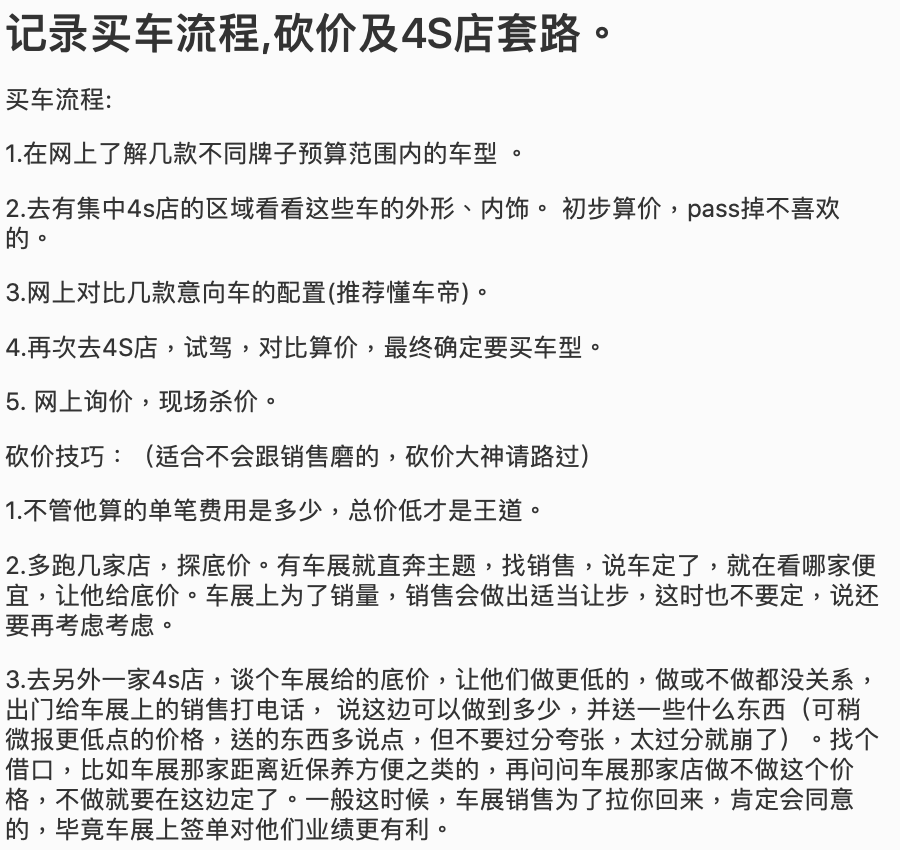 记录买车流程,砍价及4S店套路。
买车流程:
1.在网上了解几款不同牌子预算范围内的车型 。
2.去有集中4s店的区域看看这些车的外形、内饰。 初步算价，pass掉不喜欢
的。
3.网上对比几款意向车的配置(推荐懂车帝)。
4.再次去4S店，试驾，对比算价，最终确定要买车型。
5. 网上询价，现场杀价。
砍价技巧：（适合不会跟销售磨的，砍价大神请路过）
1.不管他算的单笔费用是多少，总价低才是王道。
2.多跑几家店，探底价。有车展就直奔主题，找销售，说车定了，就在看哪家便
宜，让他给底价。车展上为了销量，销售会做出适当让步，这时也不要定，说还
要再考虑考虑。
3.去另外一家4s店，谈个车展给的底价，让他们做更低的，做或不做都没关系，
出门给车展上的销售打电话， 说这边可以做到多少，并送一些什么东西（可稍
微报更低点的价格，送的东西多说点，但不要过分夸张，太过分就崩了）。找个
借口，比如车展那家距离近保养方便之类的，再问问车展那家店做不做这个价
格，不做就要在这边定了。一般这时候，车展销售为了拉你回来，肯定会同意
的，毕竟车展上签单对他们业绩更有利。